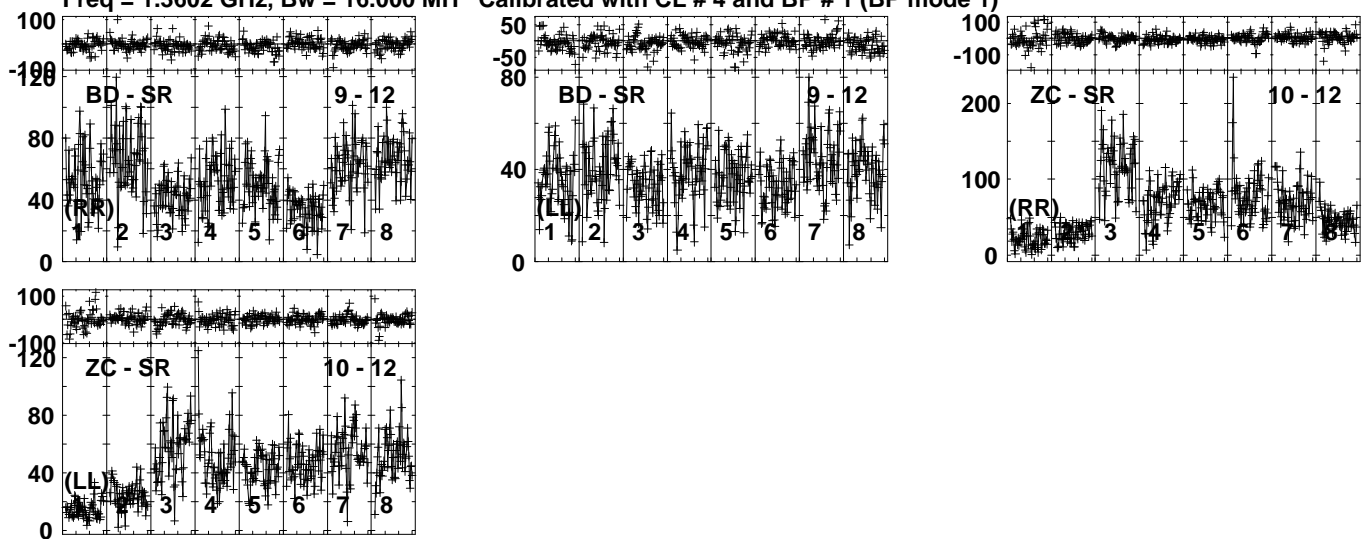 Freq = 1.3602 GHz, Bw = 16.000 MH Calibrated with CL # 4 and BP # 1 (BP mode 1)
100
-100
120
80
40
0
BD - SR 9 - 12
(RR)
1 2 3 4 5 6 7 8
50
-50
80
40
0
BD - SR 9 - 12
(LL)
1 2 3 4 5 6 7 8
100
-100
200
100
0
ZC - SR 10 - 12
(RR)
1 2 3 4 5 6 7 8
100
-100
120
80
40
0
ZC - SR 10 - 12
(LL)
2 3 4 5 6 7 8